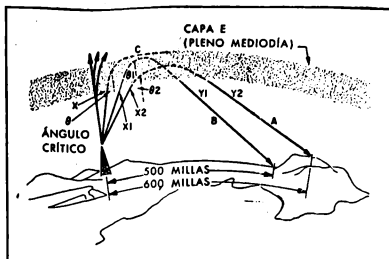 CAPA E
(PLENO MEDIODÍA)
C
X
θ1
θ
θ2
Y1
Y2
X2
X1
B
A
ÁNGULO
CRÍTICO
500 MILLAS
600 MILLAS